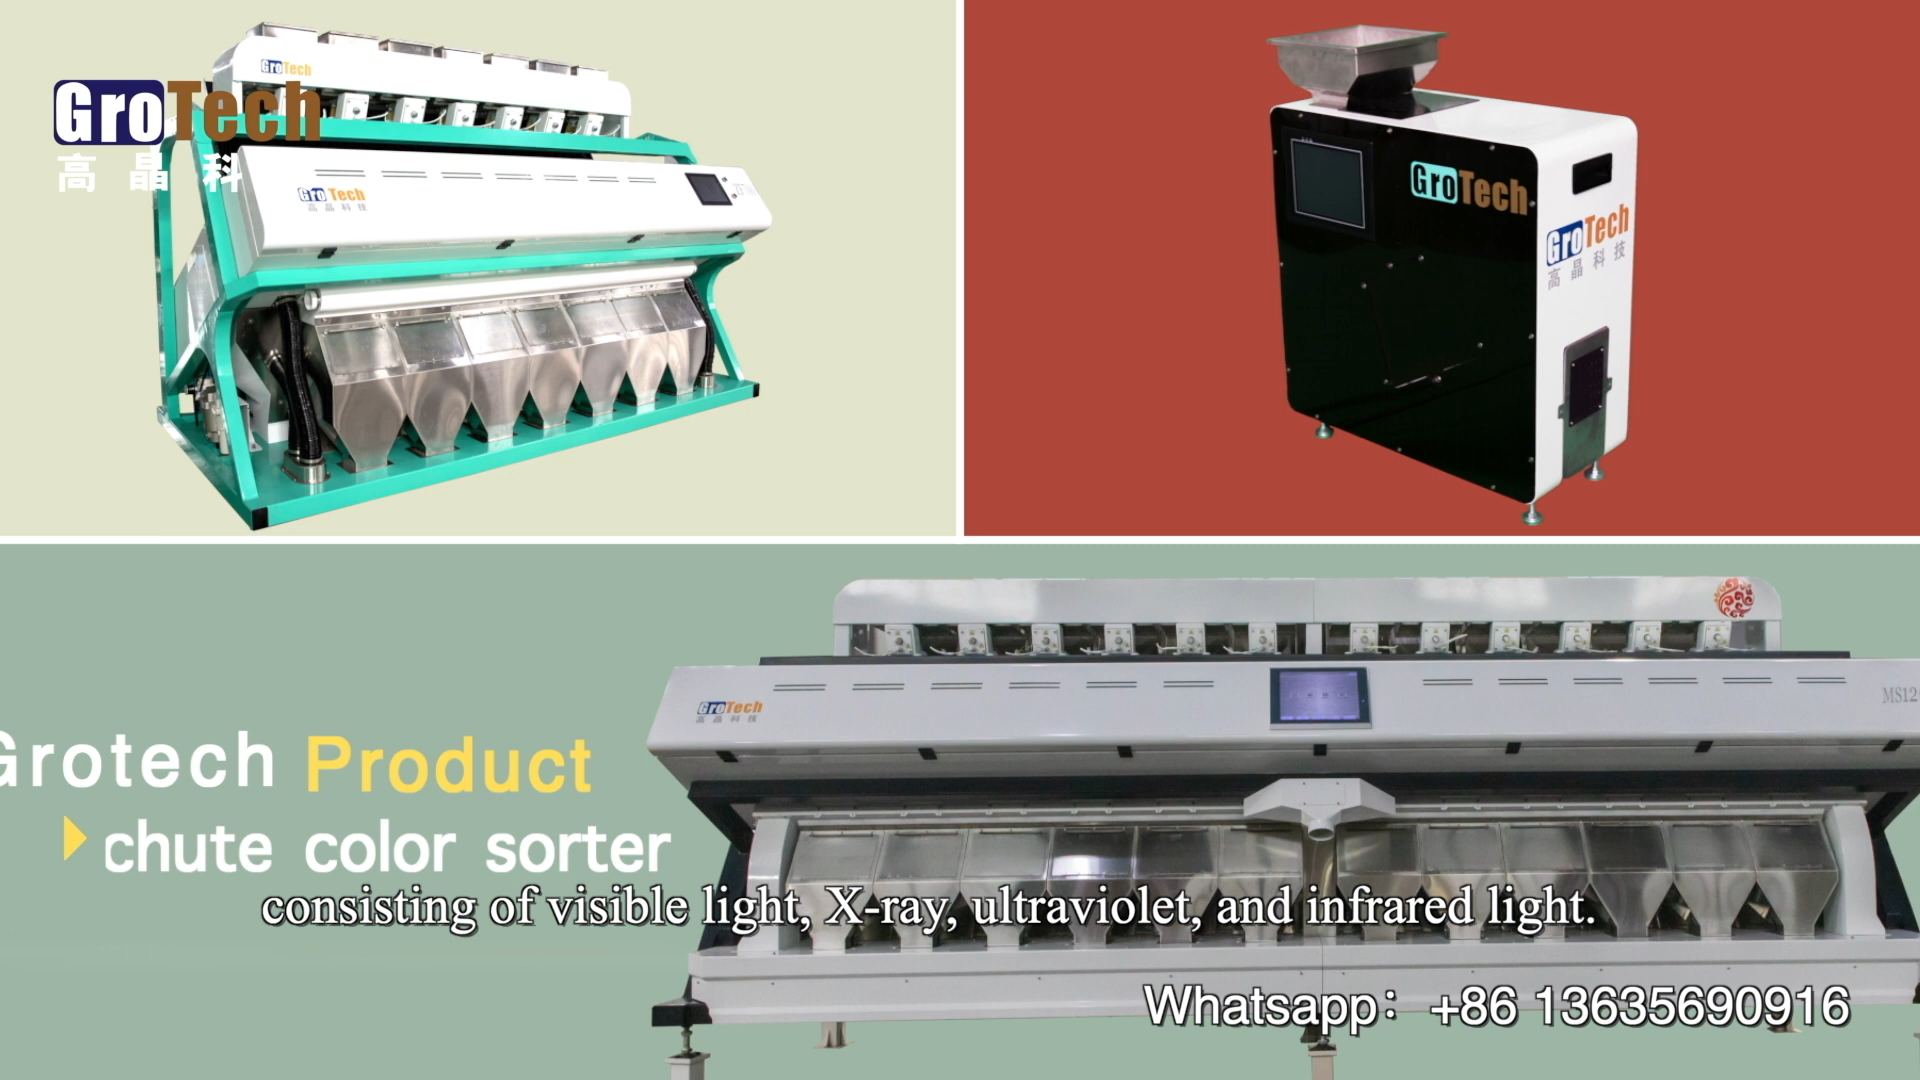 GroTech
GroTech
高晶科
GroTech
高晶科技
GroTech
GroTech
高晶科技
GroTech
高晶科技
MS12
Grotech Product
chute color sorter
consisting of visible light, X-ray, ultraviolet, and infrared light.
Whatsapp：+86 13635690916